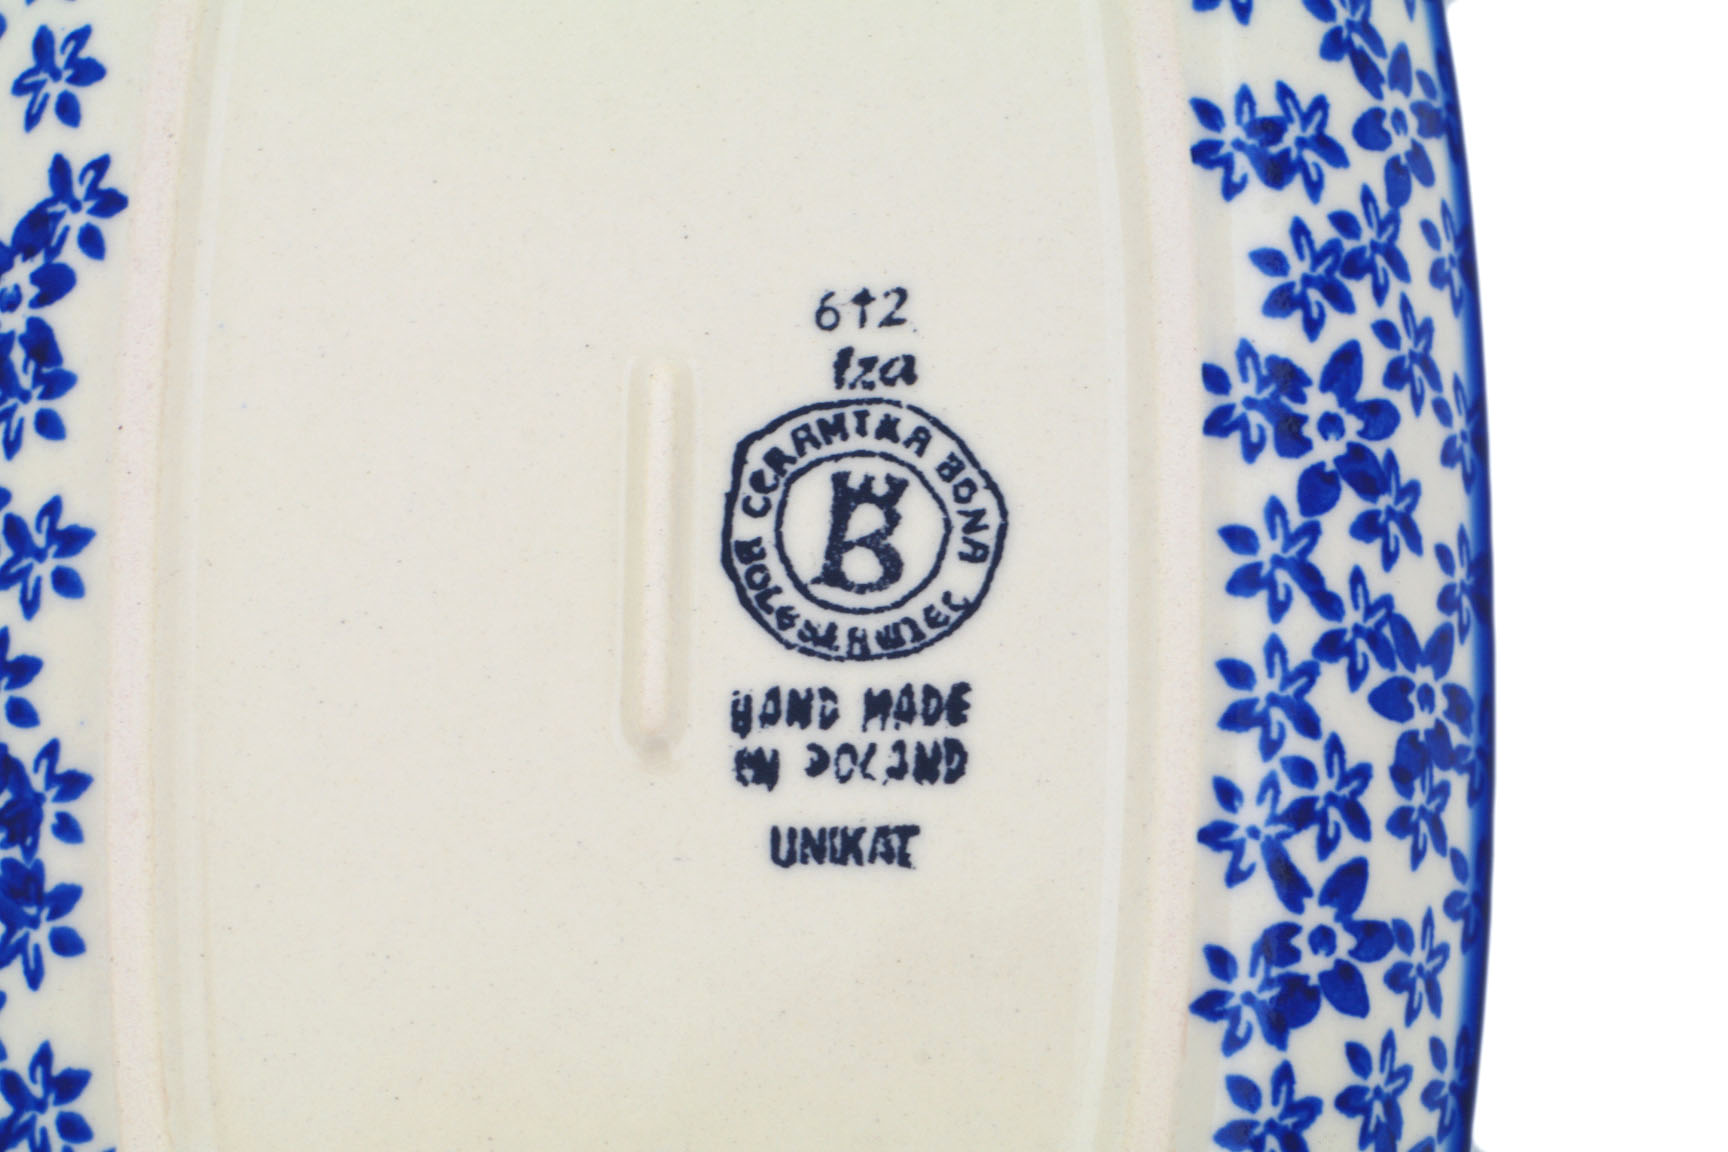 6†2
Iza
CERAMIKA BONA
BOLESŁAWIEC
HAND MADE
IN POLAND
UNIKAT